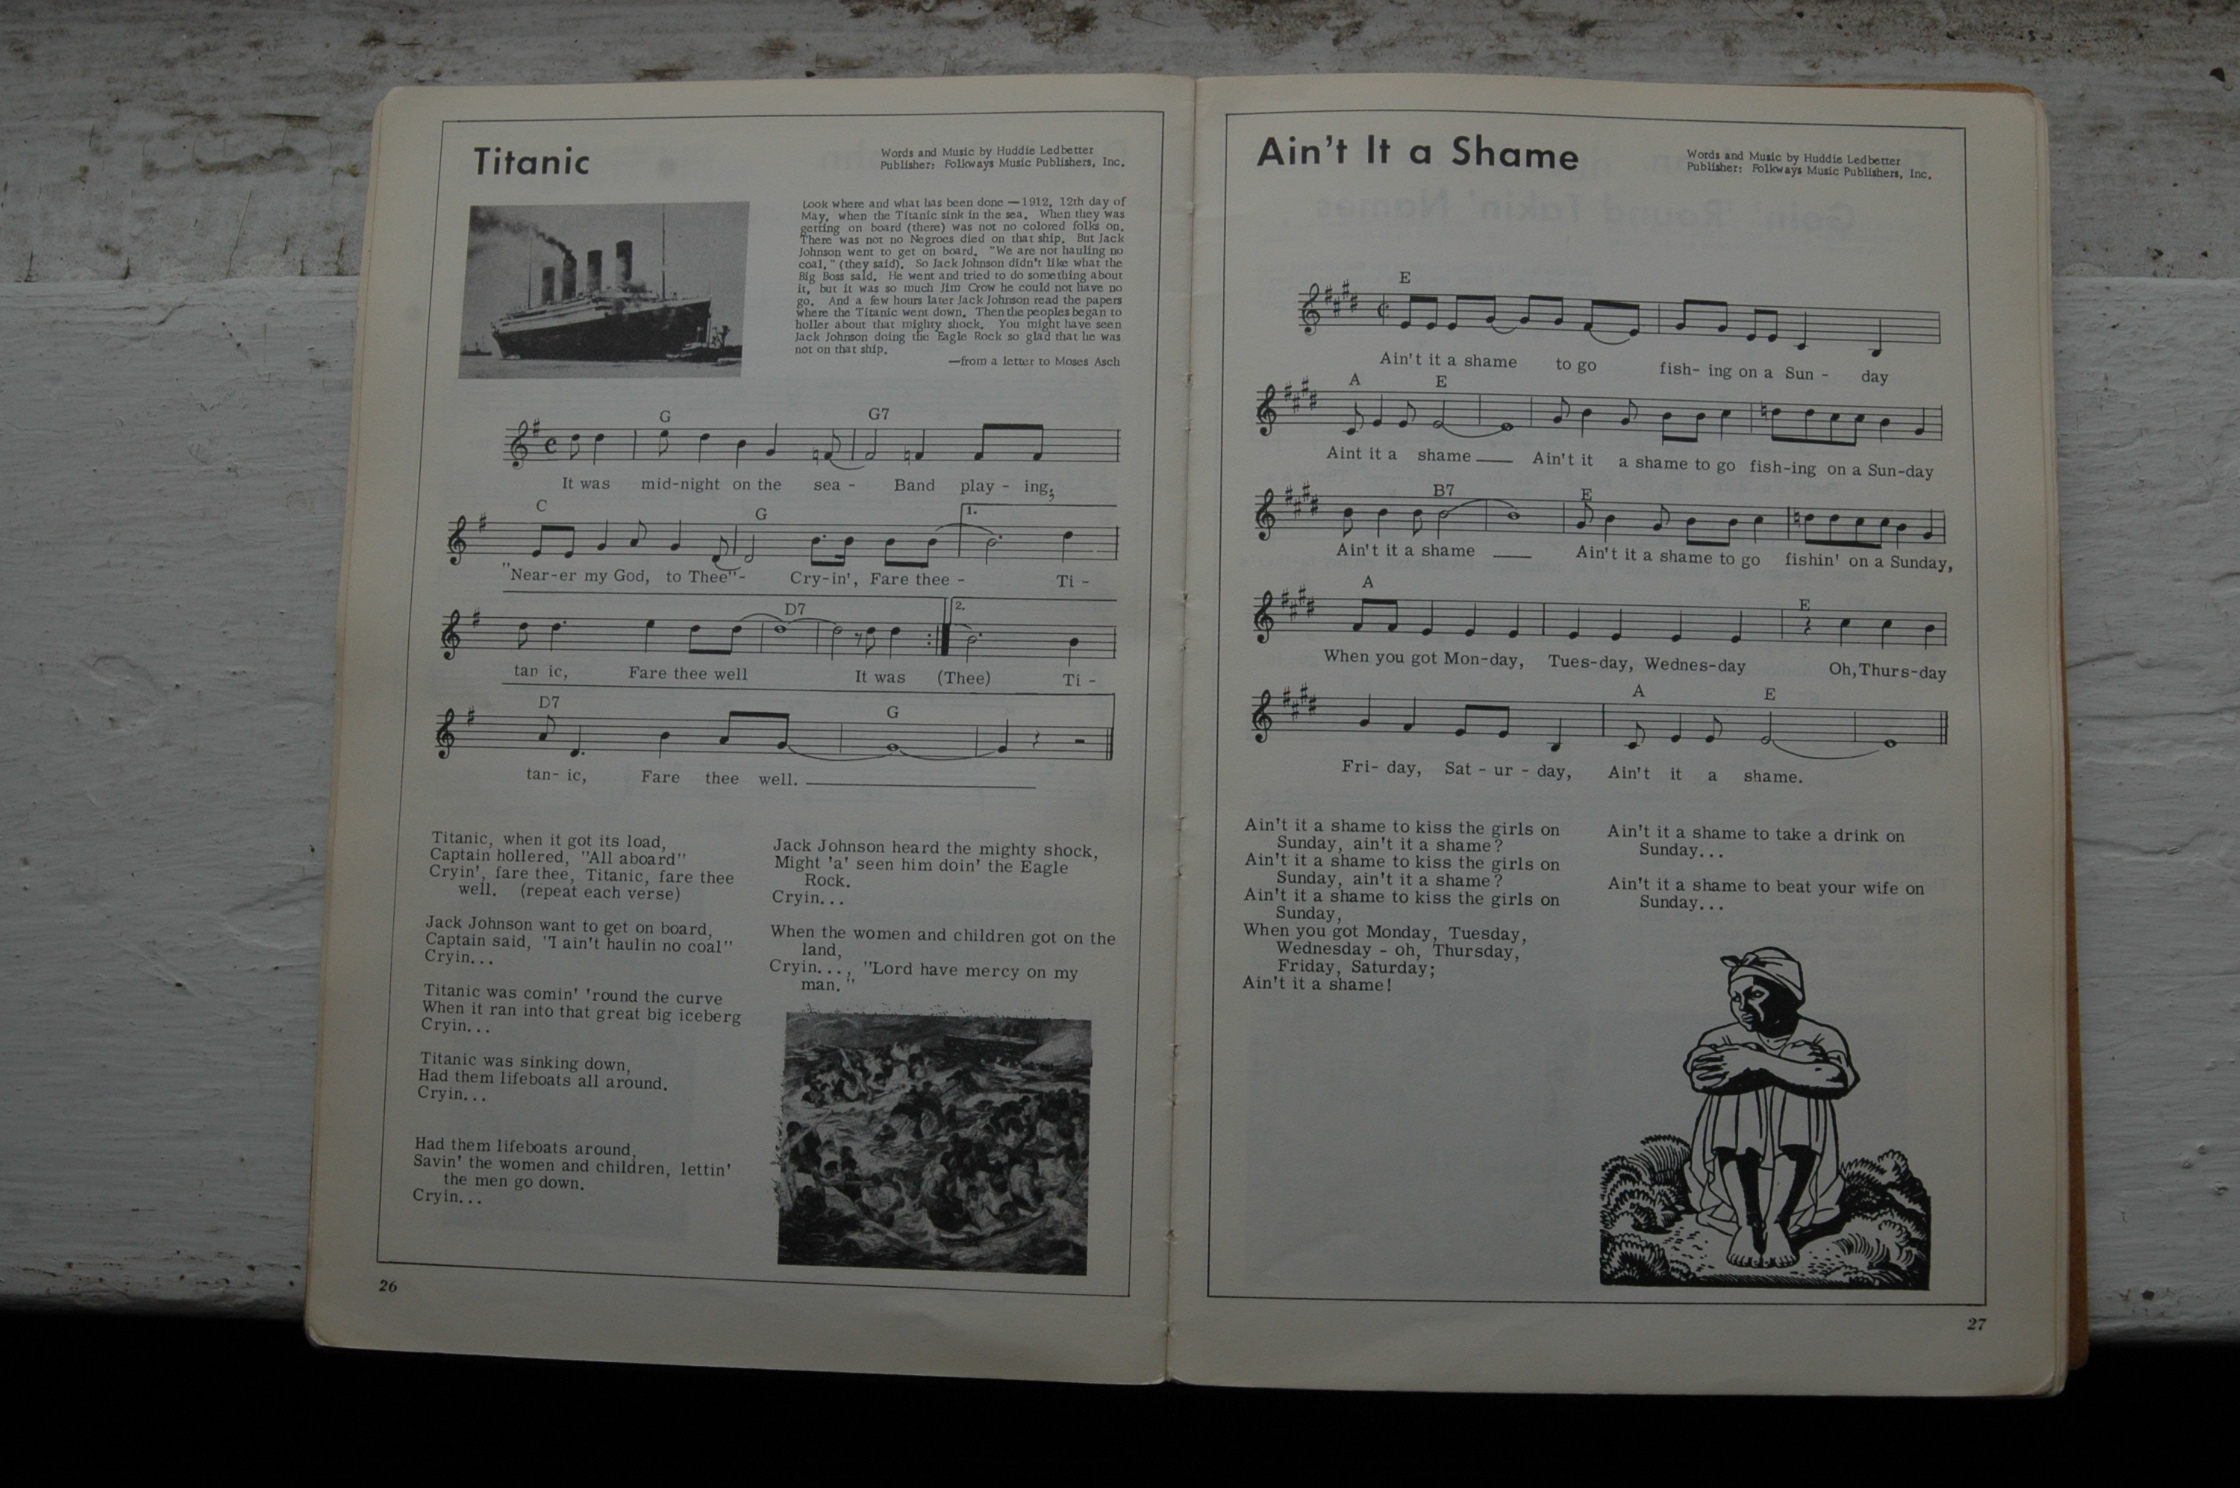 Titanic
Words and Music by Huddie Ledbetter
Publisher: Folkways Music Publishers, Inc.
Look where and what has been done — 1912, 12th day of
May, when the Titanic sink in the sea. When they was
getting on board (there) was not no colored folks on.
There was not no Negroes died on that ship. But Jack
Johnson went to get on board. "We are not hauling no
coal," (they said). So Jack Johnson didn't like what the
Big Boss said. He went and tried to do something about
it, but it was so much Jim Crow he could not have no
go. And a few hours later Jack Johnson read the papers
where the Titanic went down. Then the peoples began to
holler about that mighty shock. You might have seen
Jack Johnson doing the Eagle Rock so glad that he was
not on that ship.
—from a letter to Moses Asch
G G7
It was mid-night on the sea - Band play - ing;
C G 1.
"Near-er my God, to Thee"- Cry-in', Fare thee - Ti -
D7 2.
tan ic, Fare thee well It was (Thee) Ti -
D7 G
tan- ic, Fare thee well.
Titanic, when it got its load,
Captain hollered, "All aboard"
Cryin', fare thee, Titanic, fare thee
well. (repeat each verse)
Jack Johnson want to get on board,
Captain said, "I ain't haulin no coal"
Cryin...
Titanic was comin' 'round the curve
When it ran into that great big iceberg
Cryin...
Titanic was sinking down,
Had them lifeboats all around.
Cryin...
Had them lifeboats around,
Savin' the women and children, lettin'
the men go down.
Cryin...
Jack Johnson heard the mighty shock,
Might 'a' seen him doin' the Eagle
Rock.
Cryin...
When the women and children got on the
land,
Cryin...; "Lord have mercy on my
man."
26
Ain't It a Shame
Words and Music by Huddie Ledbetter
Publisher: Folkways Music Publishers, Inc.
E
Ain't it a shame to go fish- ing on a Sun - day
A E
Aint it a shame Ain't it a shame to go fish-ing on a Sun-day
B7 E
Ain't it a shame Ain't it a shame to go fishin' on a Sunday,
A E
When you got Mon-day, Tues-day, Wednes-day Oh, Thurs-day
A E
Fri- day, Sat - ur - day, Ain't it a shame.
Ain't it a shame to kiss the girls on
Sunday, ain't it a shame?
Ain't it a shame to kiss the girls on
Sunday, ain't it a shame?
Ain't it a shame to kiss the girls on
Sunday,
When you got Monday, Tuesday,
Wednesday - oh, Thursday,
Friday, Saturday;
Ain't it a shame!
Ain't it a shame to take a drink on
Sunday...
Ain't it a shame to beat your wife on
Sunday...
27